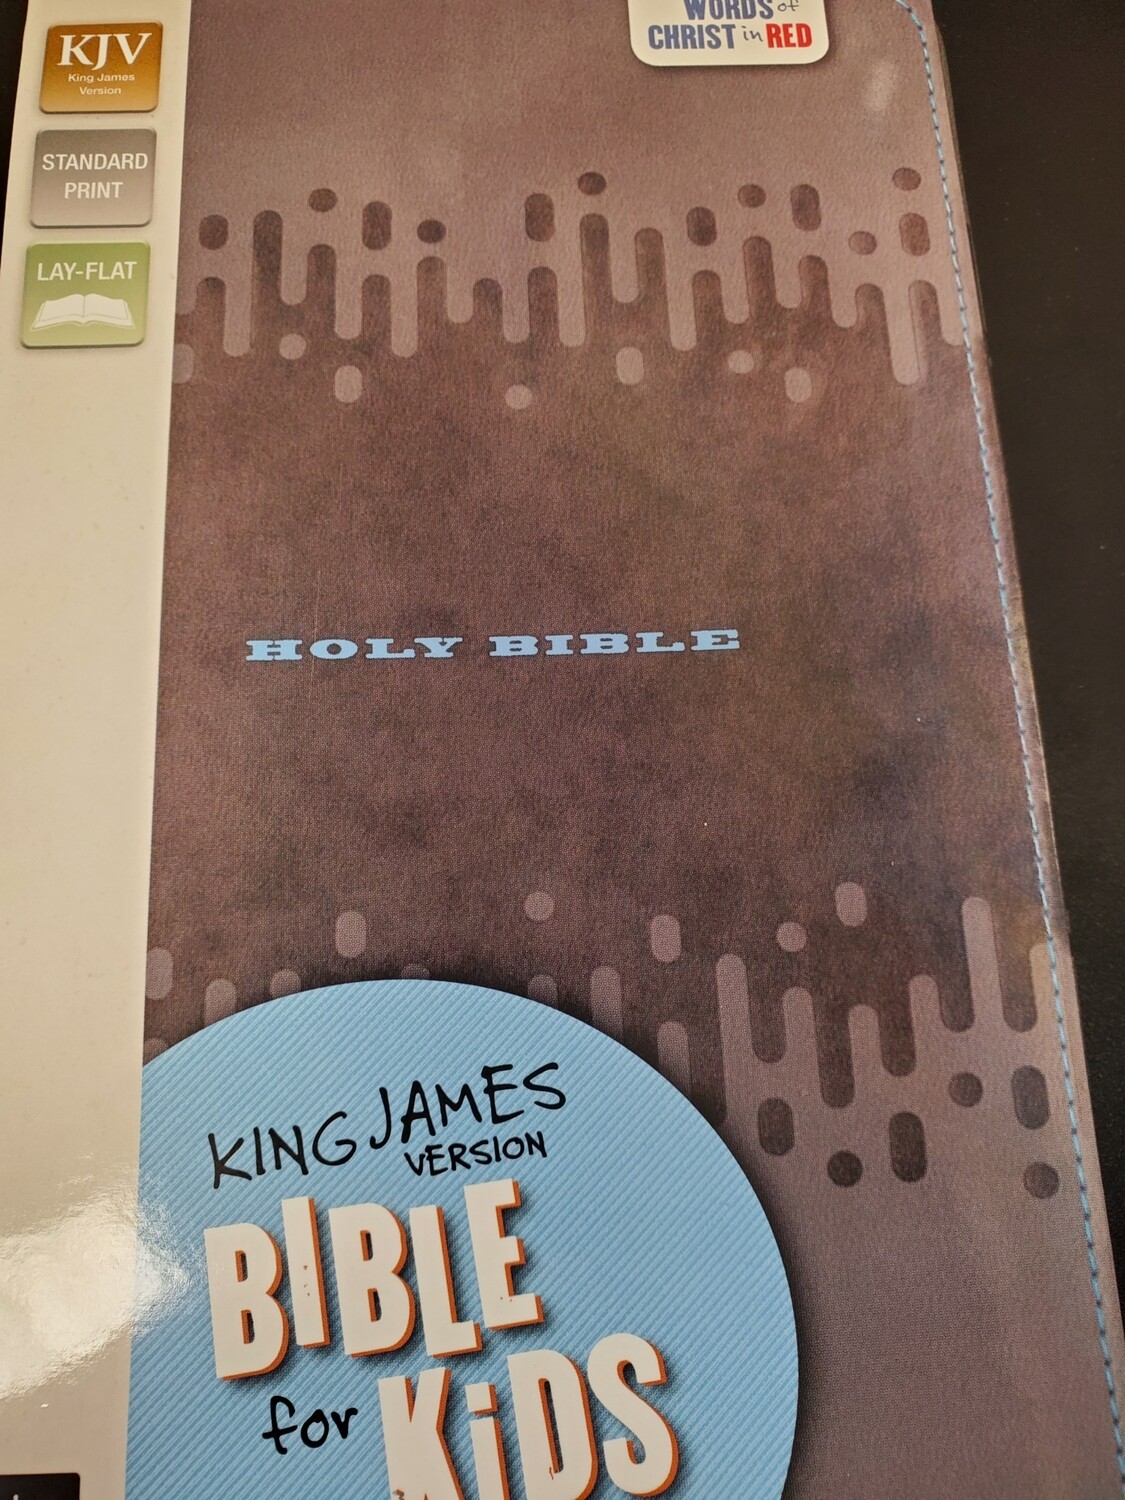 KJV
King James
Version
STANDARD
PRINT
LAY-FLAT
WORDS of
CHRIST in RED
HOLY BIBLE
KING JAMES
VERSION
BIBLE
for KiDS